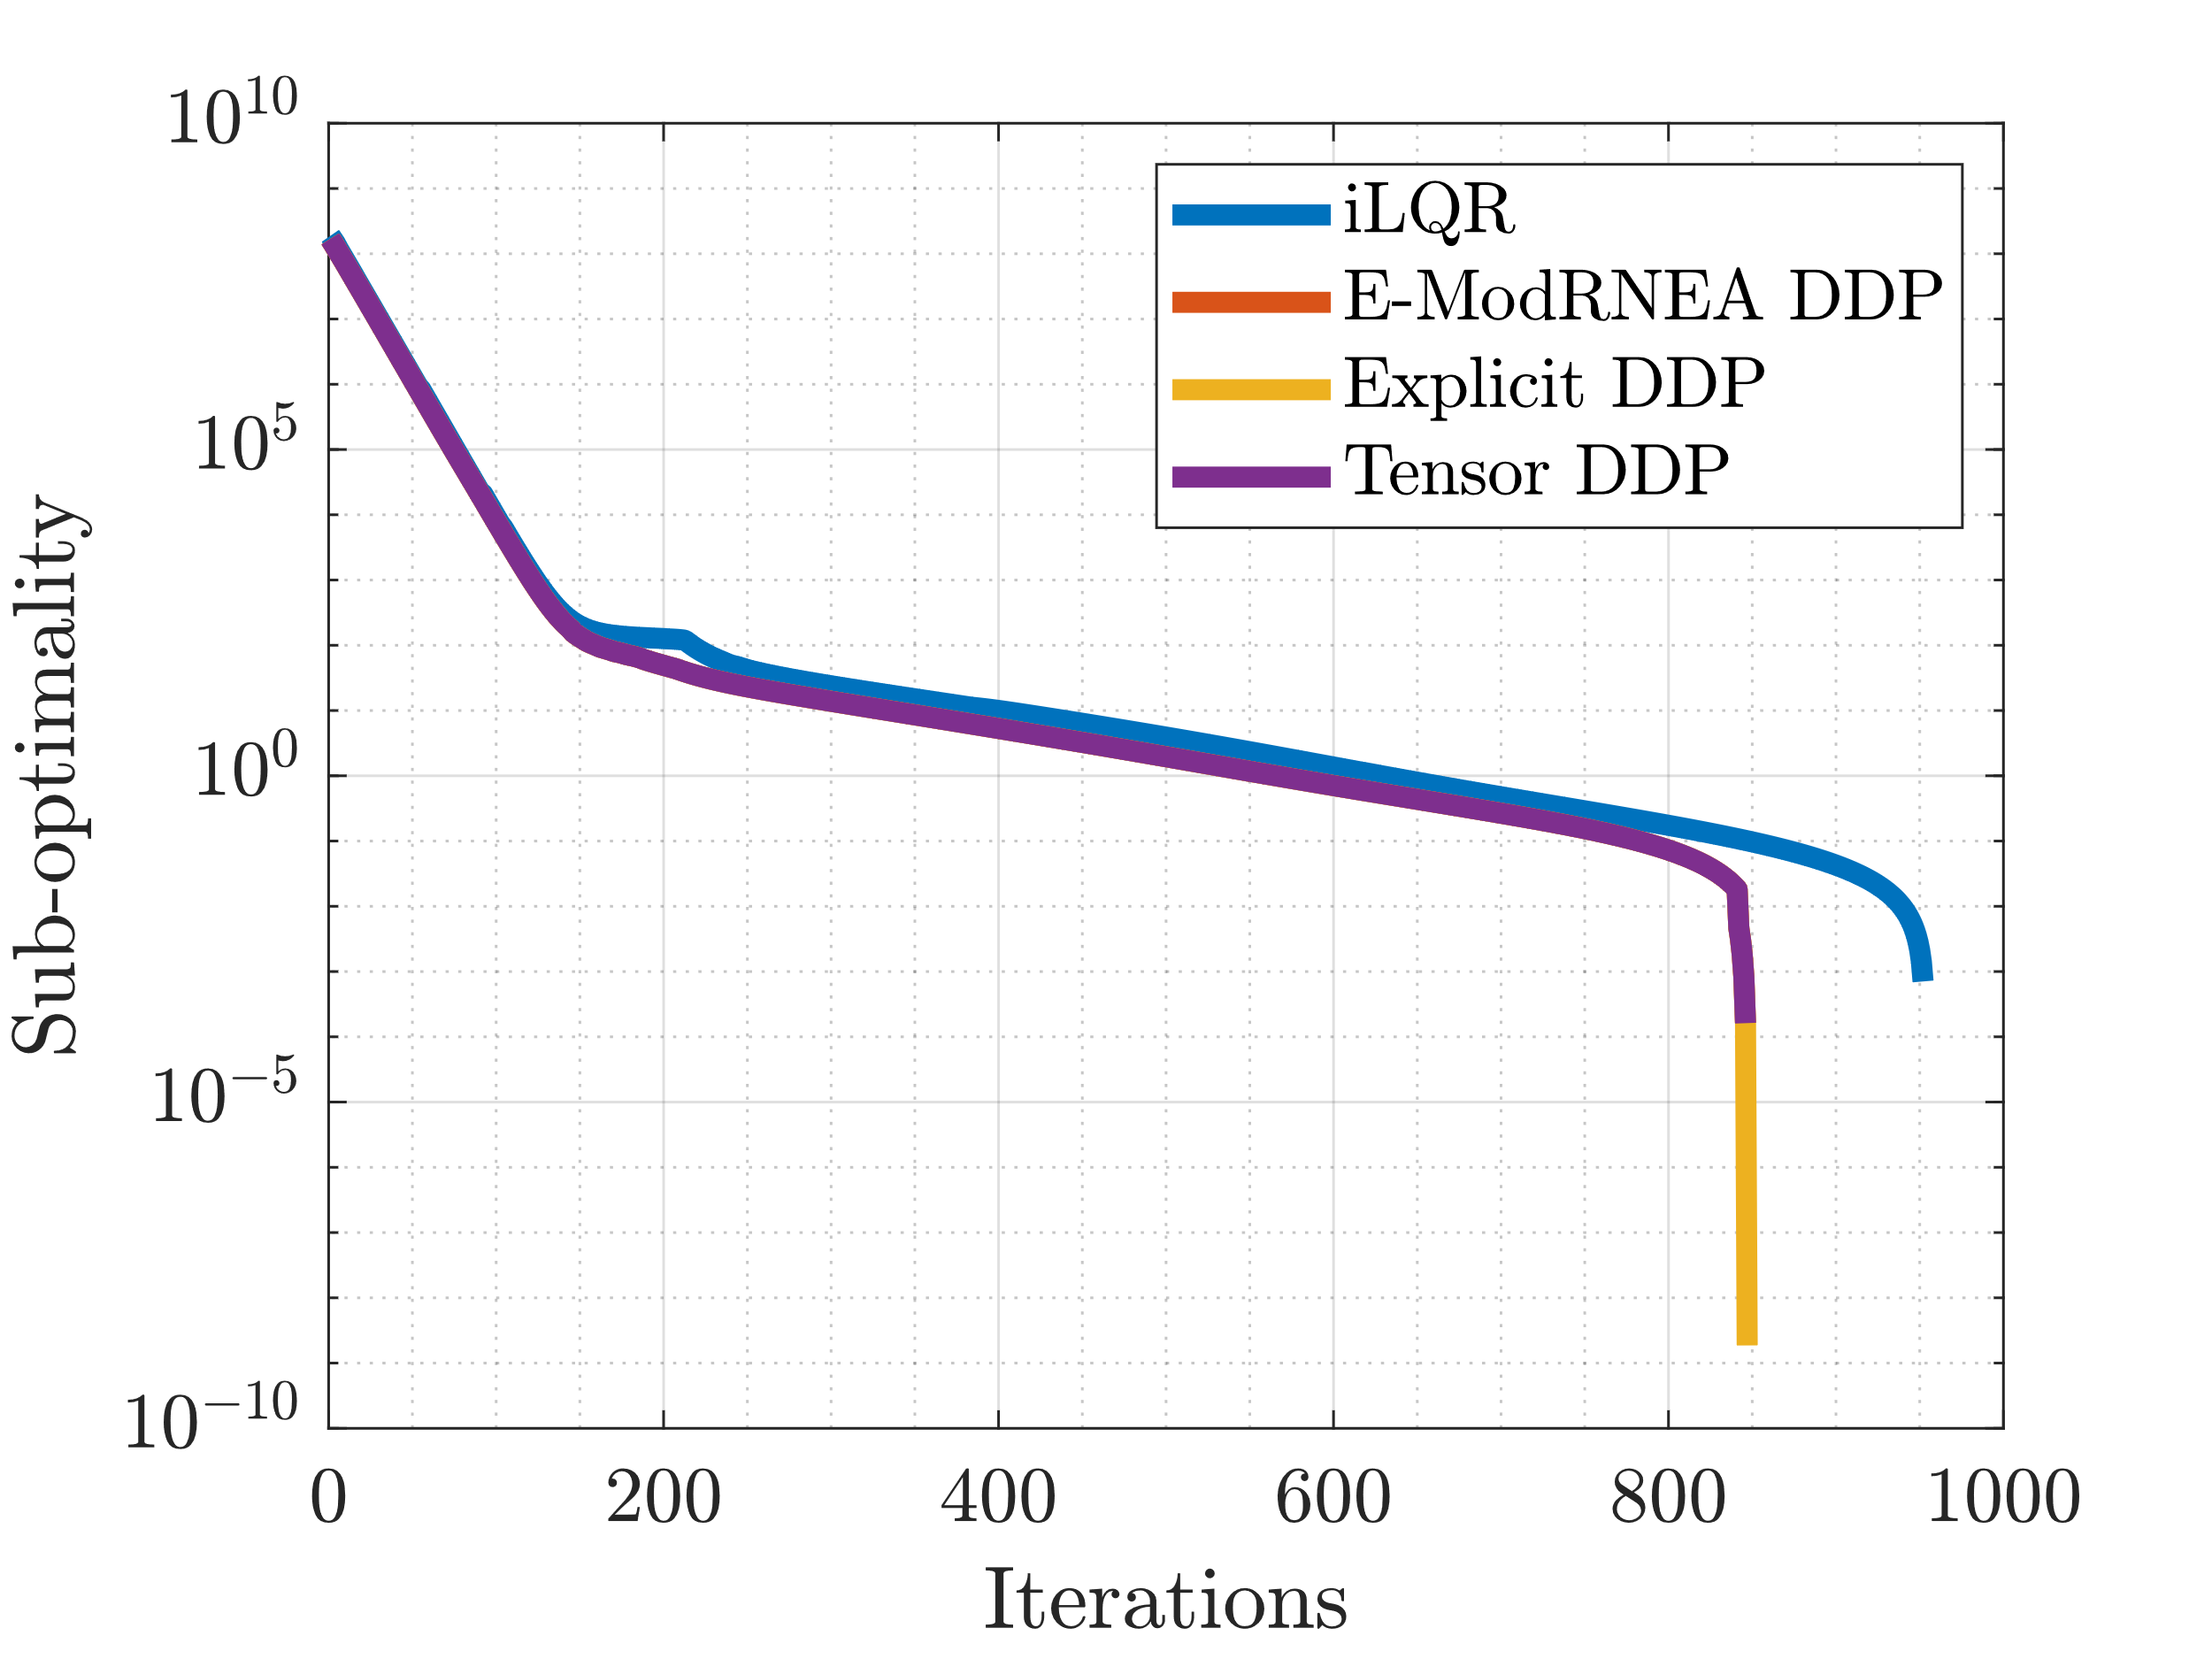 10^10
10^5
10^0
10^−5
10^−10
Sub-optimality
iLQR
E-ModRNEA DDP
Explicit DDP
Tensor DDP
0 200 400 600 800 1000
Iterations